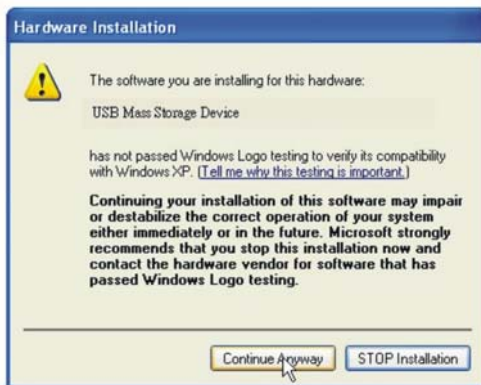 Hardware Installation
The software you are installing for this hardware:
USB Mass Storage Device
has not passed Windows Logo testing to verify its compatibility
with Windows XP. (Tell me why this testing is important.)
Continuing your installation of this software may impair
or destabilize the correct operation of your system
either immediately or in the future. Microsoft strongly
recommends that you stop this installation now and
contact the hardware vendor for software that has
passed Windows Logo testing.
Continue Anyway
STOP Installation